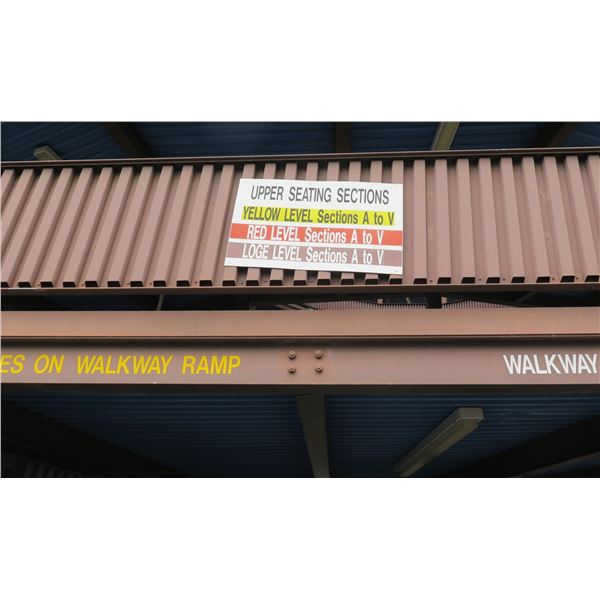 UPPER SEATING SECTIONS
YELLOW LEVEL Sections A to V
RED LEVEL Sections A to V
LOGE LEVEL Sections A to V
ON WALKWAY RAMP
WALKWAY